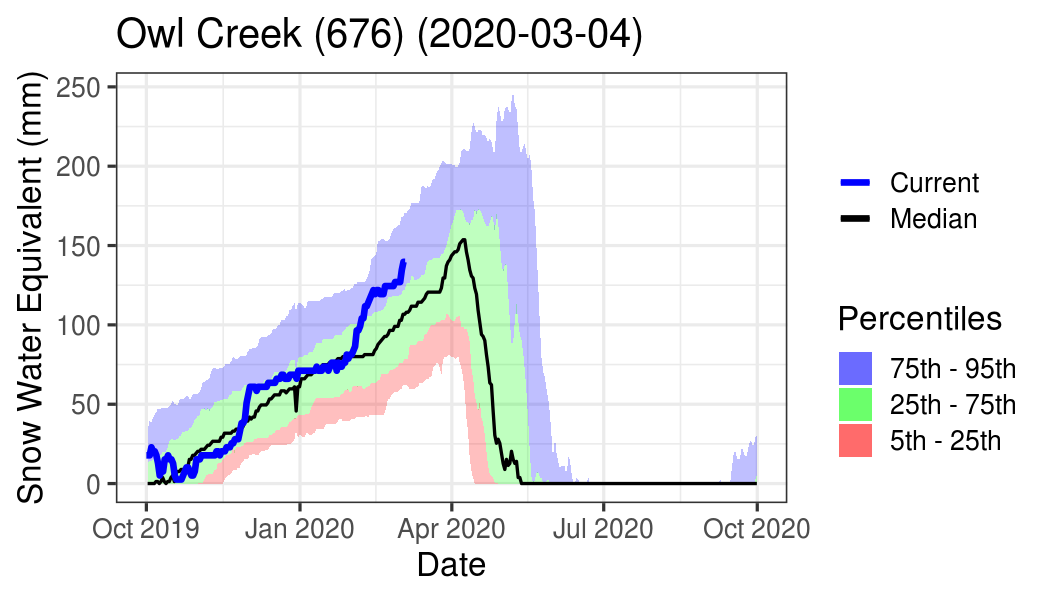 Owl Creek (676) (2020-03-04)
Snow Water Equivalent (mm)
250
200
150
100
50
0
Oct 2019
Jan 2020
Apr 2020
Jul 2020
Oct 2020
Date
Current
Median
Percentiles
75th - 95th
25th - 75th
5th - 25th